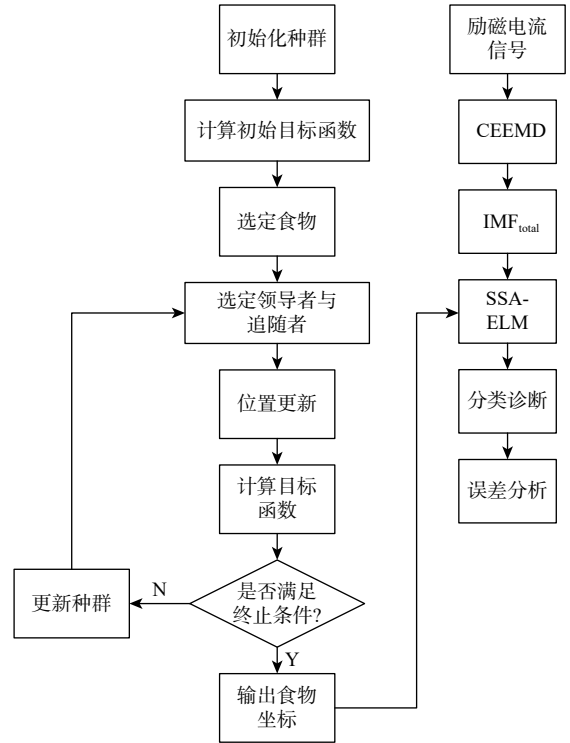 初始化种群
计算初始目标函数
选定食物
选定领导者与
追随者
位置更新
计算目标
函数
是否满足
终止条件?
N
更新种群
Y
输出食物
坐标
励磁电流
信号
CEEMD
IMFtotal
SSA-
ELM
分类诊断
误差分析